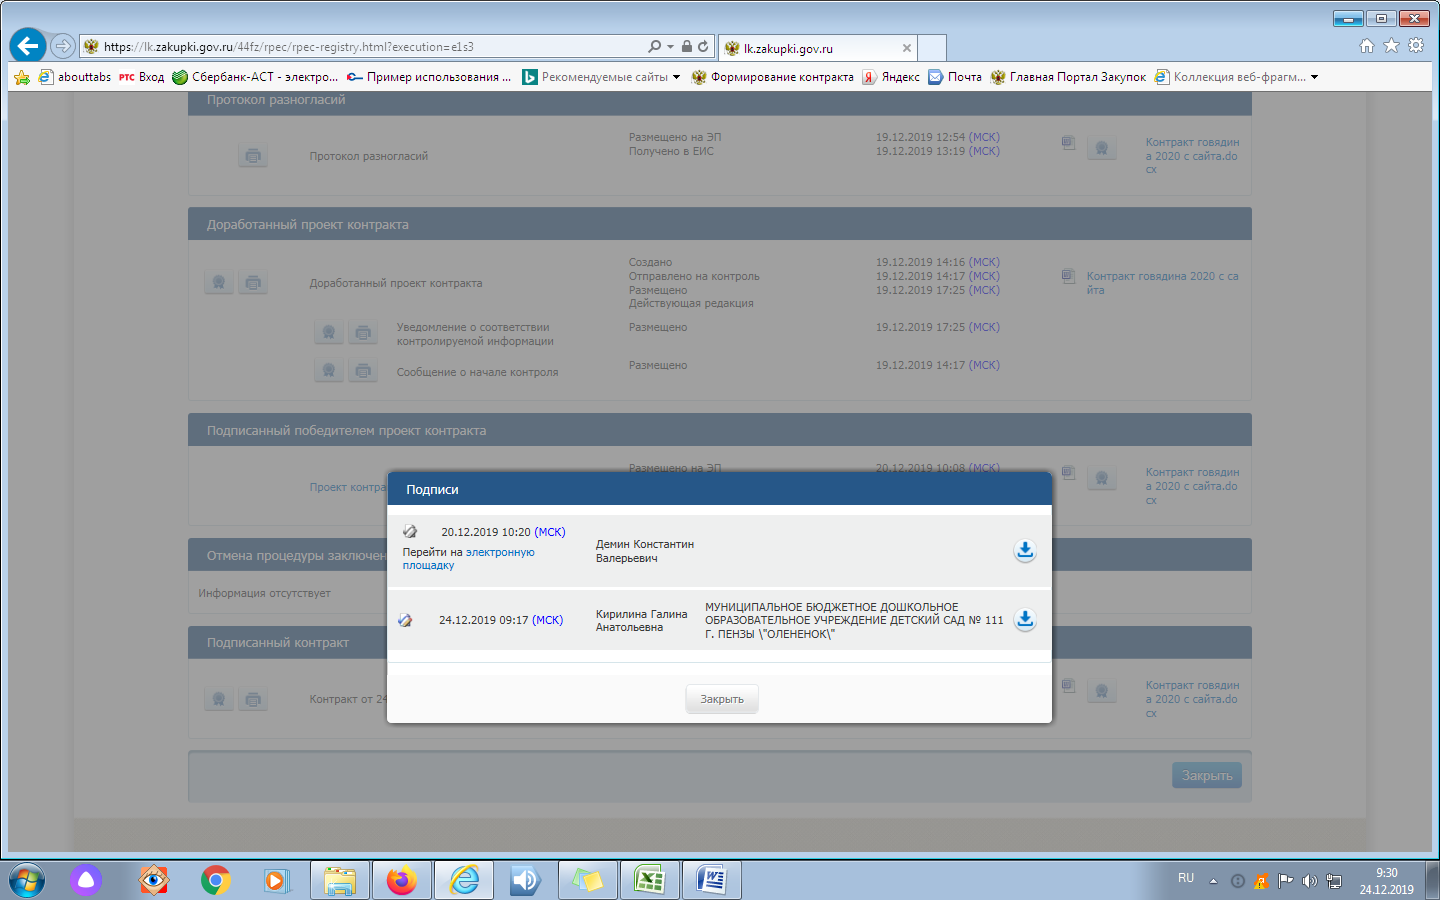 https://lk.zakupki.gov.ru/44fz/rpec/rpec-registry.html?execution=e1s3
lk.zakupki.gov.ru
abouttabs
РТС Вход
Сбербанк-АСТ - электро...
Пример использования ...
Рекомендуемые сайты
Формирование контракта
Яндекс
Почта
Главная Портал Закупок
Коллекция веб-фрагм...
Протокол разногласий
Протокол разногласий
Размещено на ЭП
Получено в ЕИС
19.12.2019 12:54 (МСК)
19.12.2019 13:19 (МСК)
Контракт говядин
а 2020 с сайта.do
cx
Доработанный проект контракта
Доработанный проект контракта
Создано
Отправлено на контроль
Размещено
Действующая редакция
19.12.2019 14:16 (МСК)
19.12.2019 14:17 (МСК)
19.12.2019 17:25 (МСК)
Контракт говядина 2020 с са
йта
Уведомление о соответствии
контролируемой информации
Размещено
19.12.2019 17:25 (МСК)
Сообщение о начале контроля
Размещено
19.12.2019 14:17 (МСК)
Подписанный победителем проект контракта
Проект контра
Размещено на ЭП
20.12.2019 10:08 (МСК)
Контракт говядин
а 2020 с сайта.do
cx
Отмена процедуры заключен
Информация отсутствует
Подписанный контракт
Контракт от 24
Контракт говядин
а 2020 с сайта.do
cx
Закрыть
Подписи
20.12.2019 10:20 (МСК)
Перейти на электронную
площадку
Демин Константин
Валерьевич
24.12.2019 09:17 (МСК)
Кирилина Галина
Анатольевна
МУНИЦИПАЛЬНОЕ БЮДЖЕТНОЕ ДОШКОЛЬНОЕ
ОБРАЗОВАТЕЛЬНОЕ УЧРЕЖДЕНИЕ ДЕТСКИЙ САД № 111
Г. ПЕНЗЫ \"ОЛЕНЕНОК\"
Закрыть
RU
9:30
24.12.2019